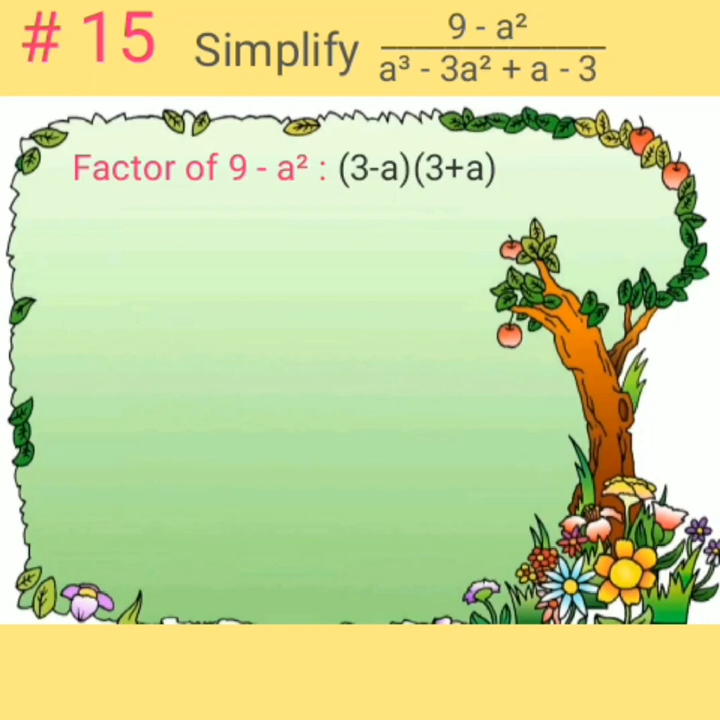 # 15 Simplify 9 - a²
a³ - 3a² + a - 3
Factor of 9 - a² : (3-a)(3+a)